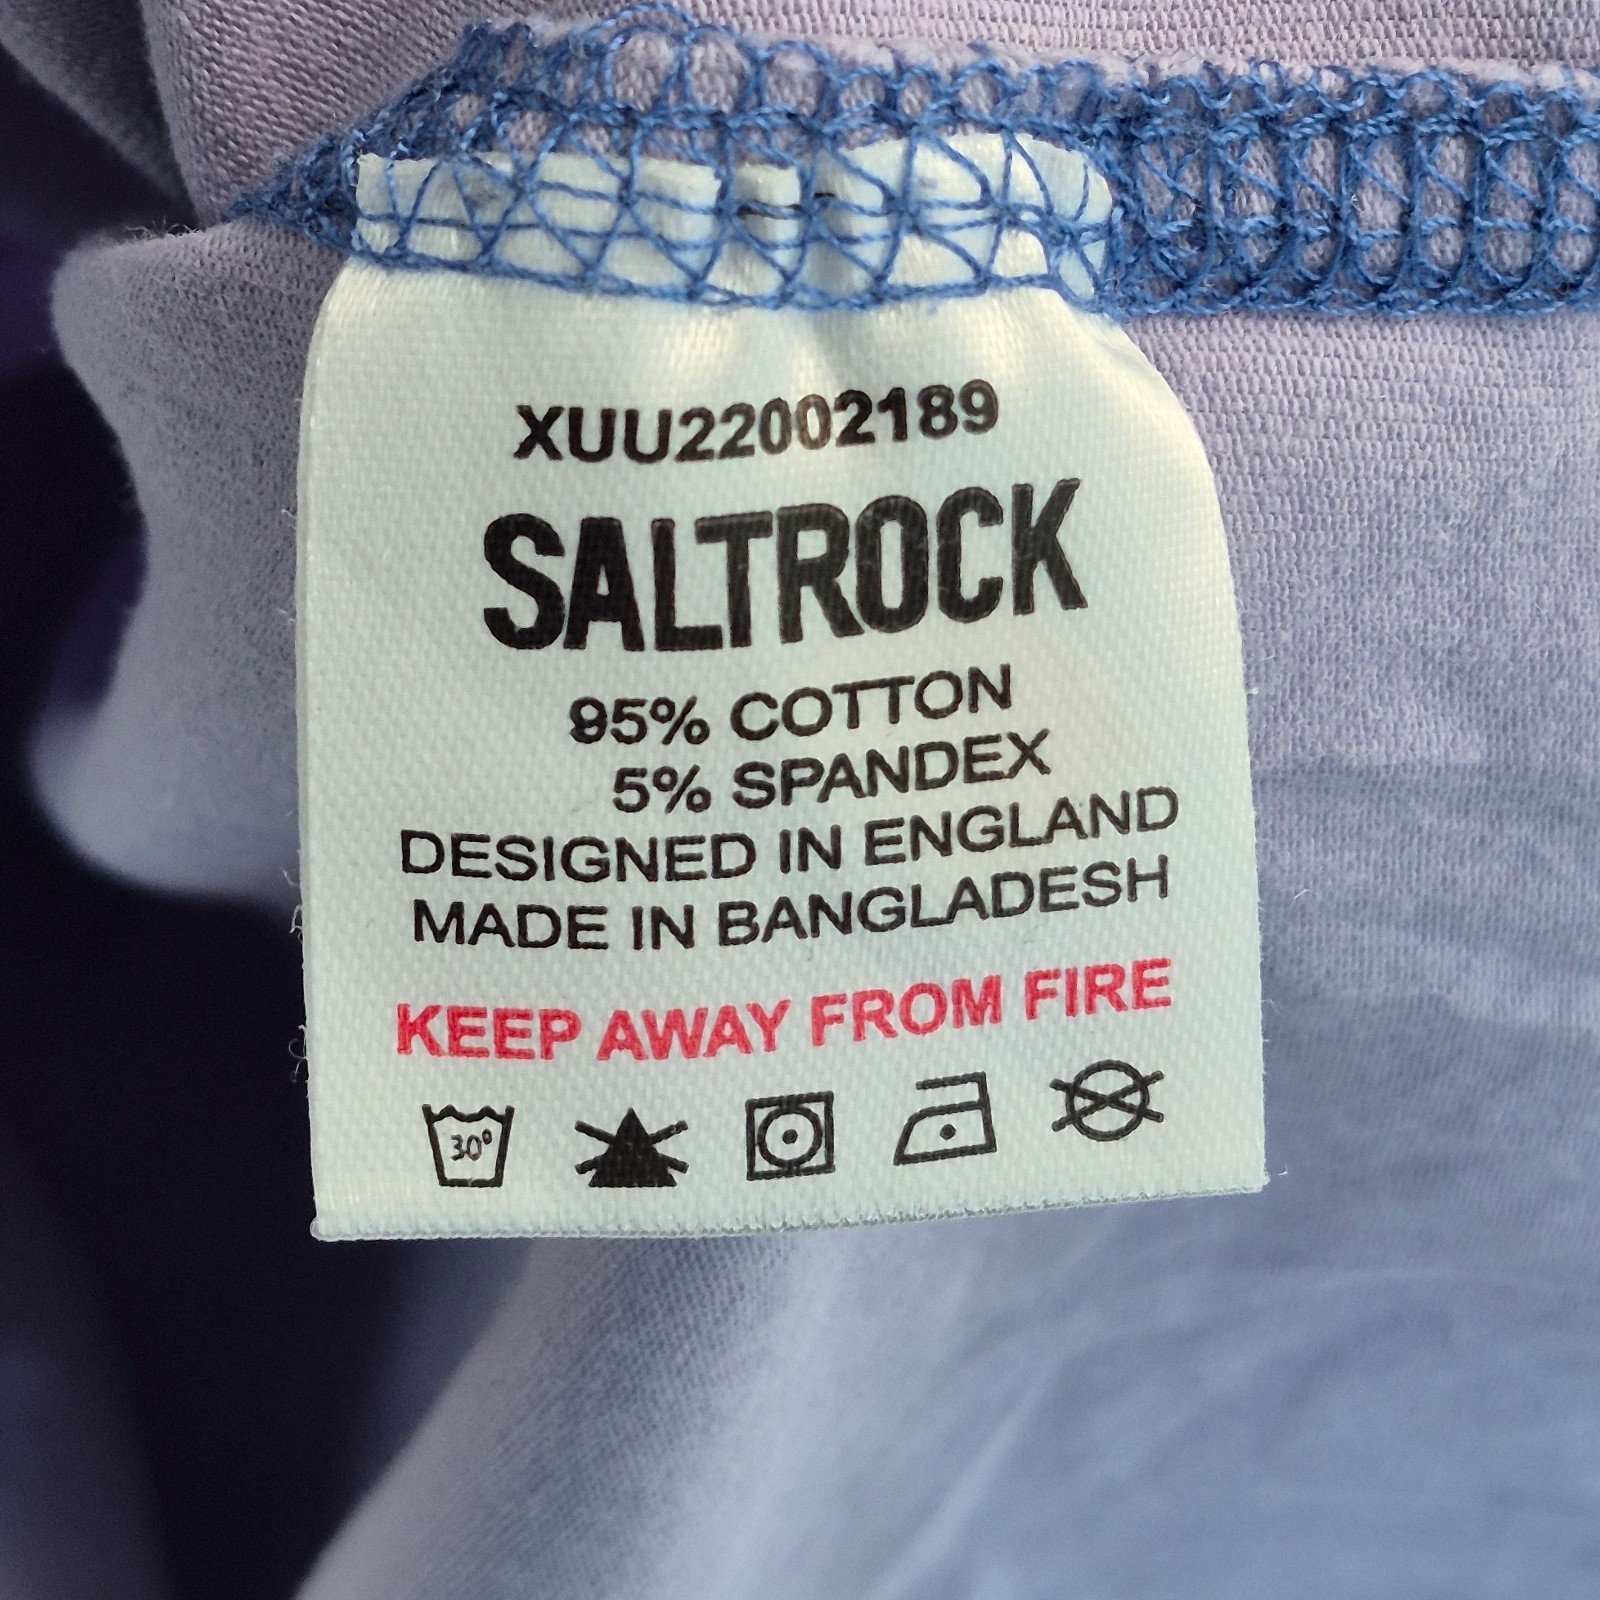 XUU22002189
SALTROCK
95% COTTON
5% SPANDEX
DESIGNED IN ENGLAND
MADE IN BANGLADESH
KEEP AWAY FROM FIRE
30°